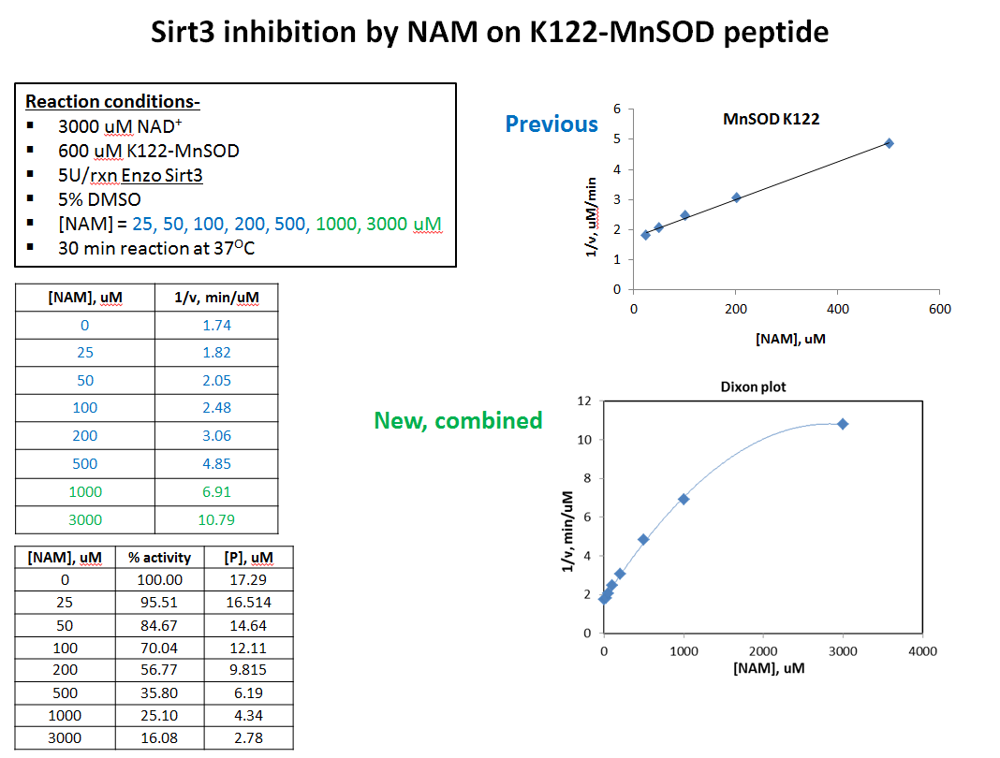 Sirt3 inhibition by NAM on K122-MnSOD peptide
Reaction conditions-
▪ 3000 uM NAD+
▪ 600 uM K122-MnSOD
▪ 5U/rxn Enzo Sirt3
▪ 5% DMSO
▪ [NAM] = 25, 50, 100, 200, 500, 1000, 3000 uM
▪ 30 min reaction at 37OC
[NAM], uM 1/v, min/uM
0 1.74
25 1.82
50 2.05
100 2.48
200 3.06
500 4.85
1000 6.91
3000 10.79
[NAM], uM % activity [P], uM
0 100.00 17.29
25 95.51 16.514
50 84.67 14.64
100 70.04 12.11
200 56.77 9.815
500 35.80 6.19
1000 25.10 4.34
3000 16.08 2.78
Previous
MnSOD K122
1/v, uM/min
6
5
4
3
2
1
0
0 200 400 600
[NAM], uM
New, combined
Dixon plot
1/v, min/uM
12
10
8
6
4
2
0
0 1000 2000 3000 4000
[NAM], uM